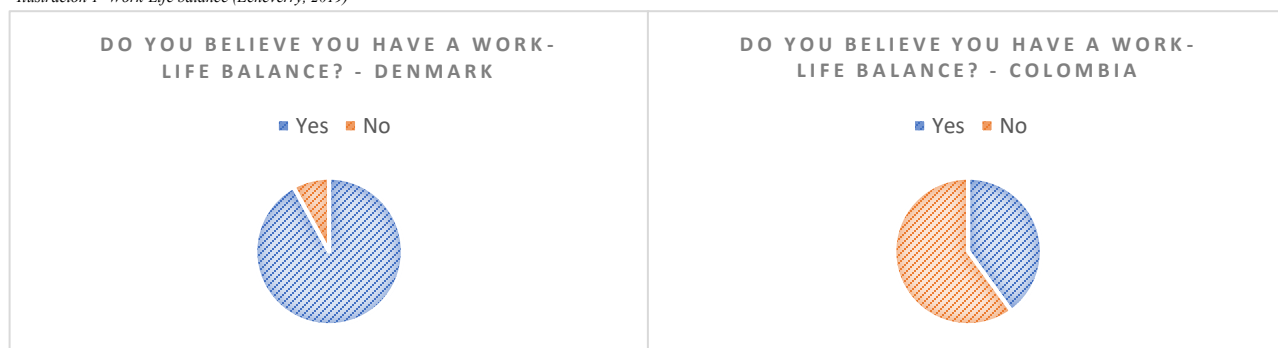 Ilustración 1- Work-Life balance (Echeverry, 2019)
DO YOU BELIEVE YOU HAVE A WORK-
LIFE BALANCE? - DENMARK
Yes No
DO YOU BELIEVE YOU HAVE A WORK-
LIFE BALANCE? - COLOMBIA
Yes No